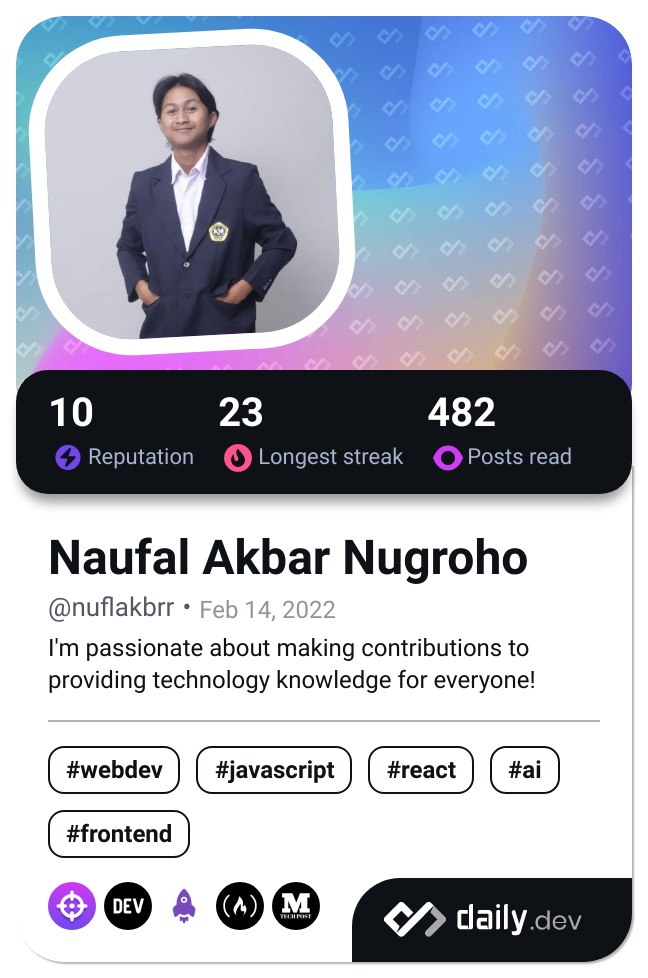 10 23 482
Reputation Longest streak Posts read
Naufal Akbar Nugroho
@nuflakbrr • Feb 14, 2022
I'm passionate about making contributions to
providing technology knowledge for everyone!
#webdev #javascript #react #ai
#frontend
DEV M
TECH POST
daily.dev